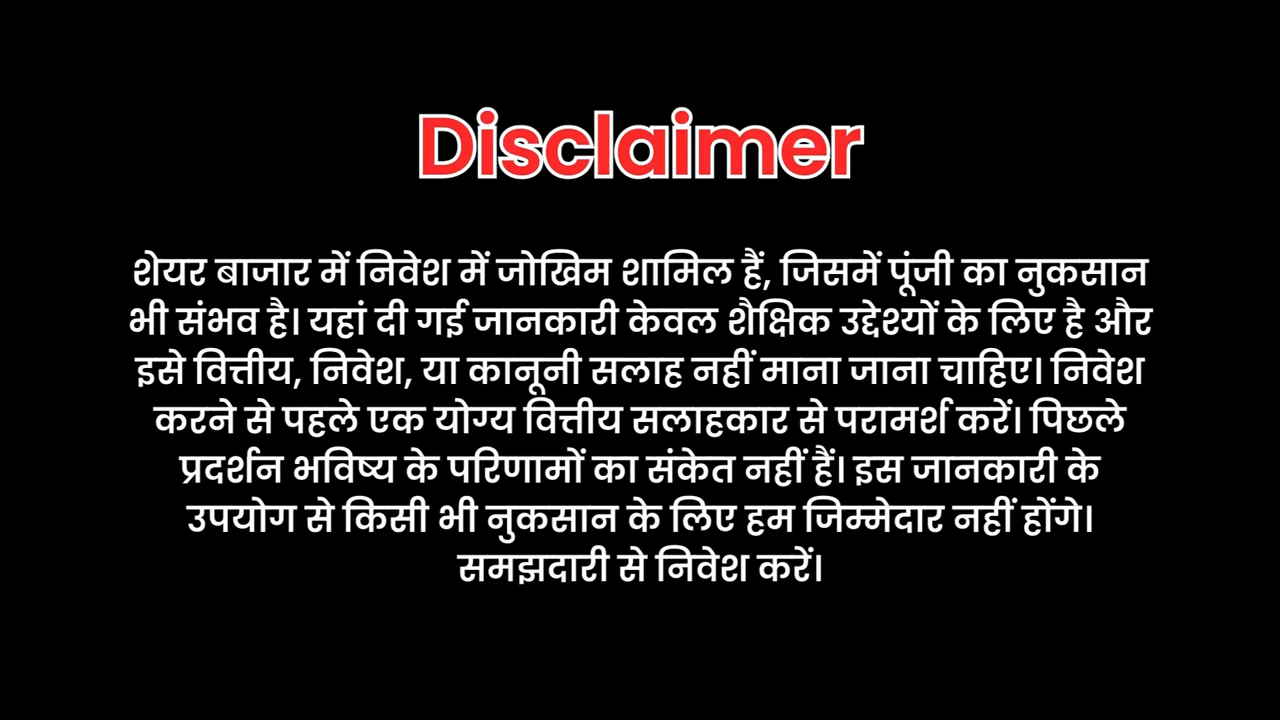 Disclaimer
शेयर बाजार में निवेश में जोखिम शामिल हैं, जिसमें पूंजी का नुकसान
भी संभव है। यहां दी गई जानकारी केवल शैक्षिक उद्देश्यों के लिए है और
इसे वित्तीय, निवेश, या कानूनी सलाह नहीं माना जाना चाहिए। निवेश
करने से पहले एक योग्य वित्तीय सलाहकार से परामर्श करें। पिछले
प्रदर्शन भविष्य के परिणामों का संकेत नहीं हैं। इस जानकारी के
उपयोग से किसी भी नुकसान के लिए हम जिम्मेदार नहीं होंगे।
समझदारी से निवेश करें।